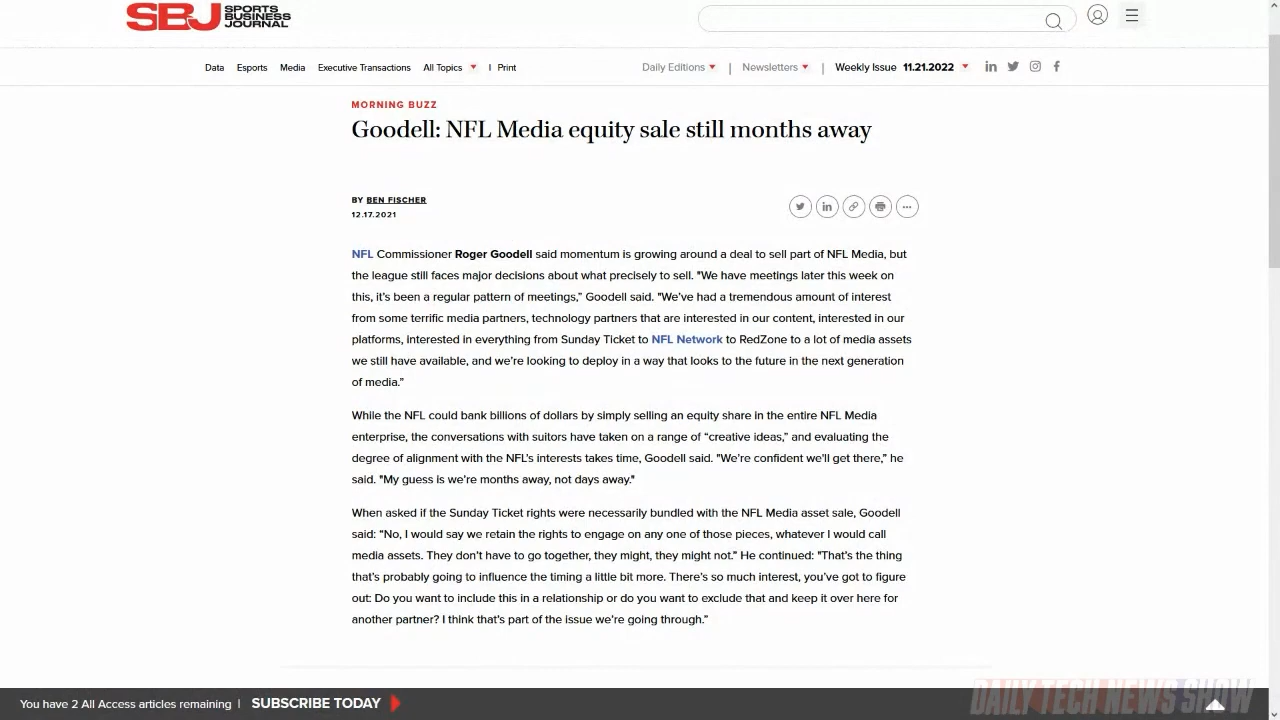 SBJ SPORTS
BUSINESS
JOURNAL
Data Esports Media Executive Transactions All Topics | Print Daily Editions | Newsletters | Weekly Issue 11.21.2022
MORNING BUZZ
Goodell: NFL Media equity sale still months away
BY BEN FISCHER
12.17.2021
NFL Commissioner Roger Goodell said momentum is growing around a deal to sell part of NFL Media, but
the league still faces major decisions about what precisely to sell. "We have meetings later this week on
this, it's been a regular pattern of meetings,” Goodell said. "We've had a tremendous amount of interest
from some terrific media partners, technology partners that are interested in our content, interested in our
platforms, interested in everything from Sunday Ticket to NFL Network to RedZone to a lot of media assets
we still have available, and we're looking to deploy in a way that looks to the future in the next generation
of media.”
While the NFL could bank billions of dollars by simply selling an equity share in the entire NFL Media
enterprise, the conversations with suitors have taken on a range of “creative ideas,” and evaluating the
degree of alignment with the NFL's interests takes time, Goodell said. "We're confident we'll get there,” he
said. "My guess is we're months away, not days away."
When asked if the Sunday Ticket rights were necessarily bundled with the NFL Media asset sale, Goodell
said: “No, I would say we retain the rights to engage on any one of those pieces, whatever I would call
media assets. They don't have to go together, they might, they might not.” He continued: "That's the thing
that's probably going to influence the timing a little bit more. There's so much interest, you've got to figure
out: Do you want to include this in a relationship or do you want to exclude that and keep it over here for
another partner? I think that's part of the issue we're going through.”
You have 2 All Access articles remaining | SUBSCRIBE TODAY
DAILY TECH NEWS SHOW